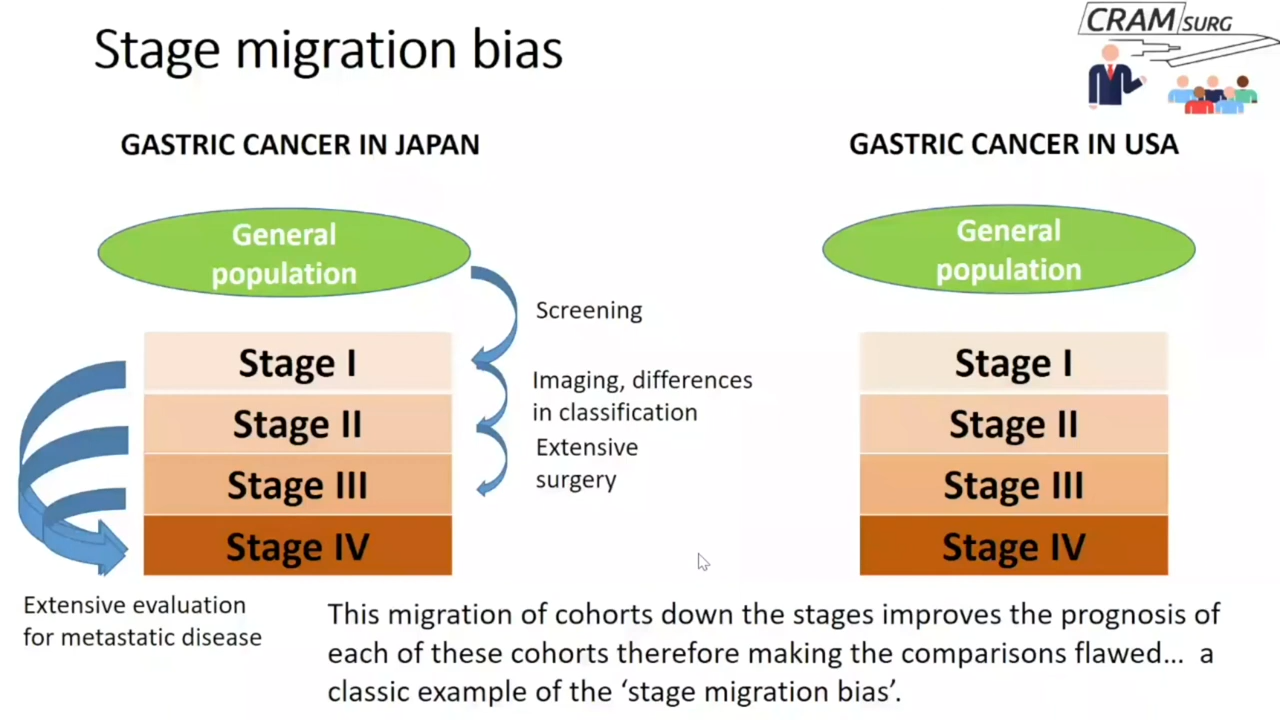 Stage migration bias
CRAM SURG
GASTRIC CANCER IN JAPAN
General
population
Screening
Stage I
Imaging, differences
in classification
Stage II
Extensive
surgery
Stage III
Stage IV
Extensive evaluation
for metastatic disease
GASTRIC CANCER IN USA
General
population
Stage I
Stage II
Stage III
Stage IV
This migration of cohorts down the stages improves the prognosis of
each of these cohorts therefore making the comparisons flawed... a
classic example of the ‘stage migration bias’.